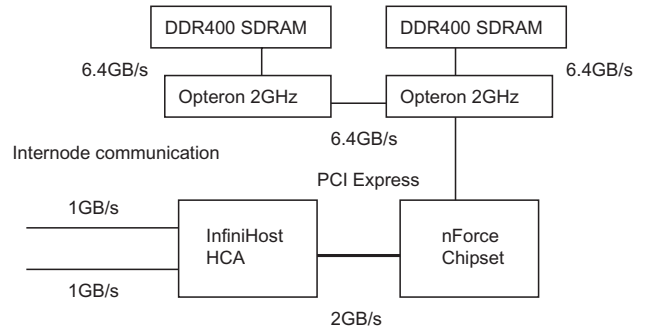 DDR400 SDRAM
DDR400 SDRAM
6.4GB/s
6.4GB/s
Opteron 2GHz
Opteron 2GHz
6.4GB/s
Internode communication
PCI Express
1GB/s
InfiniHost
HCA
nForce
Chipset
1GB/s
2GB/s